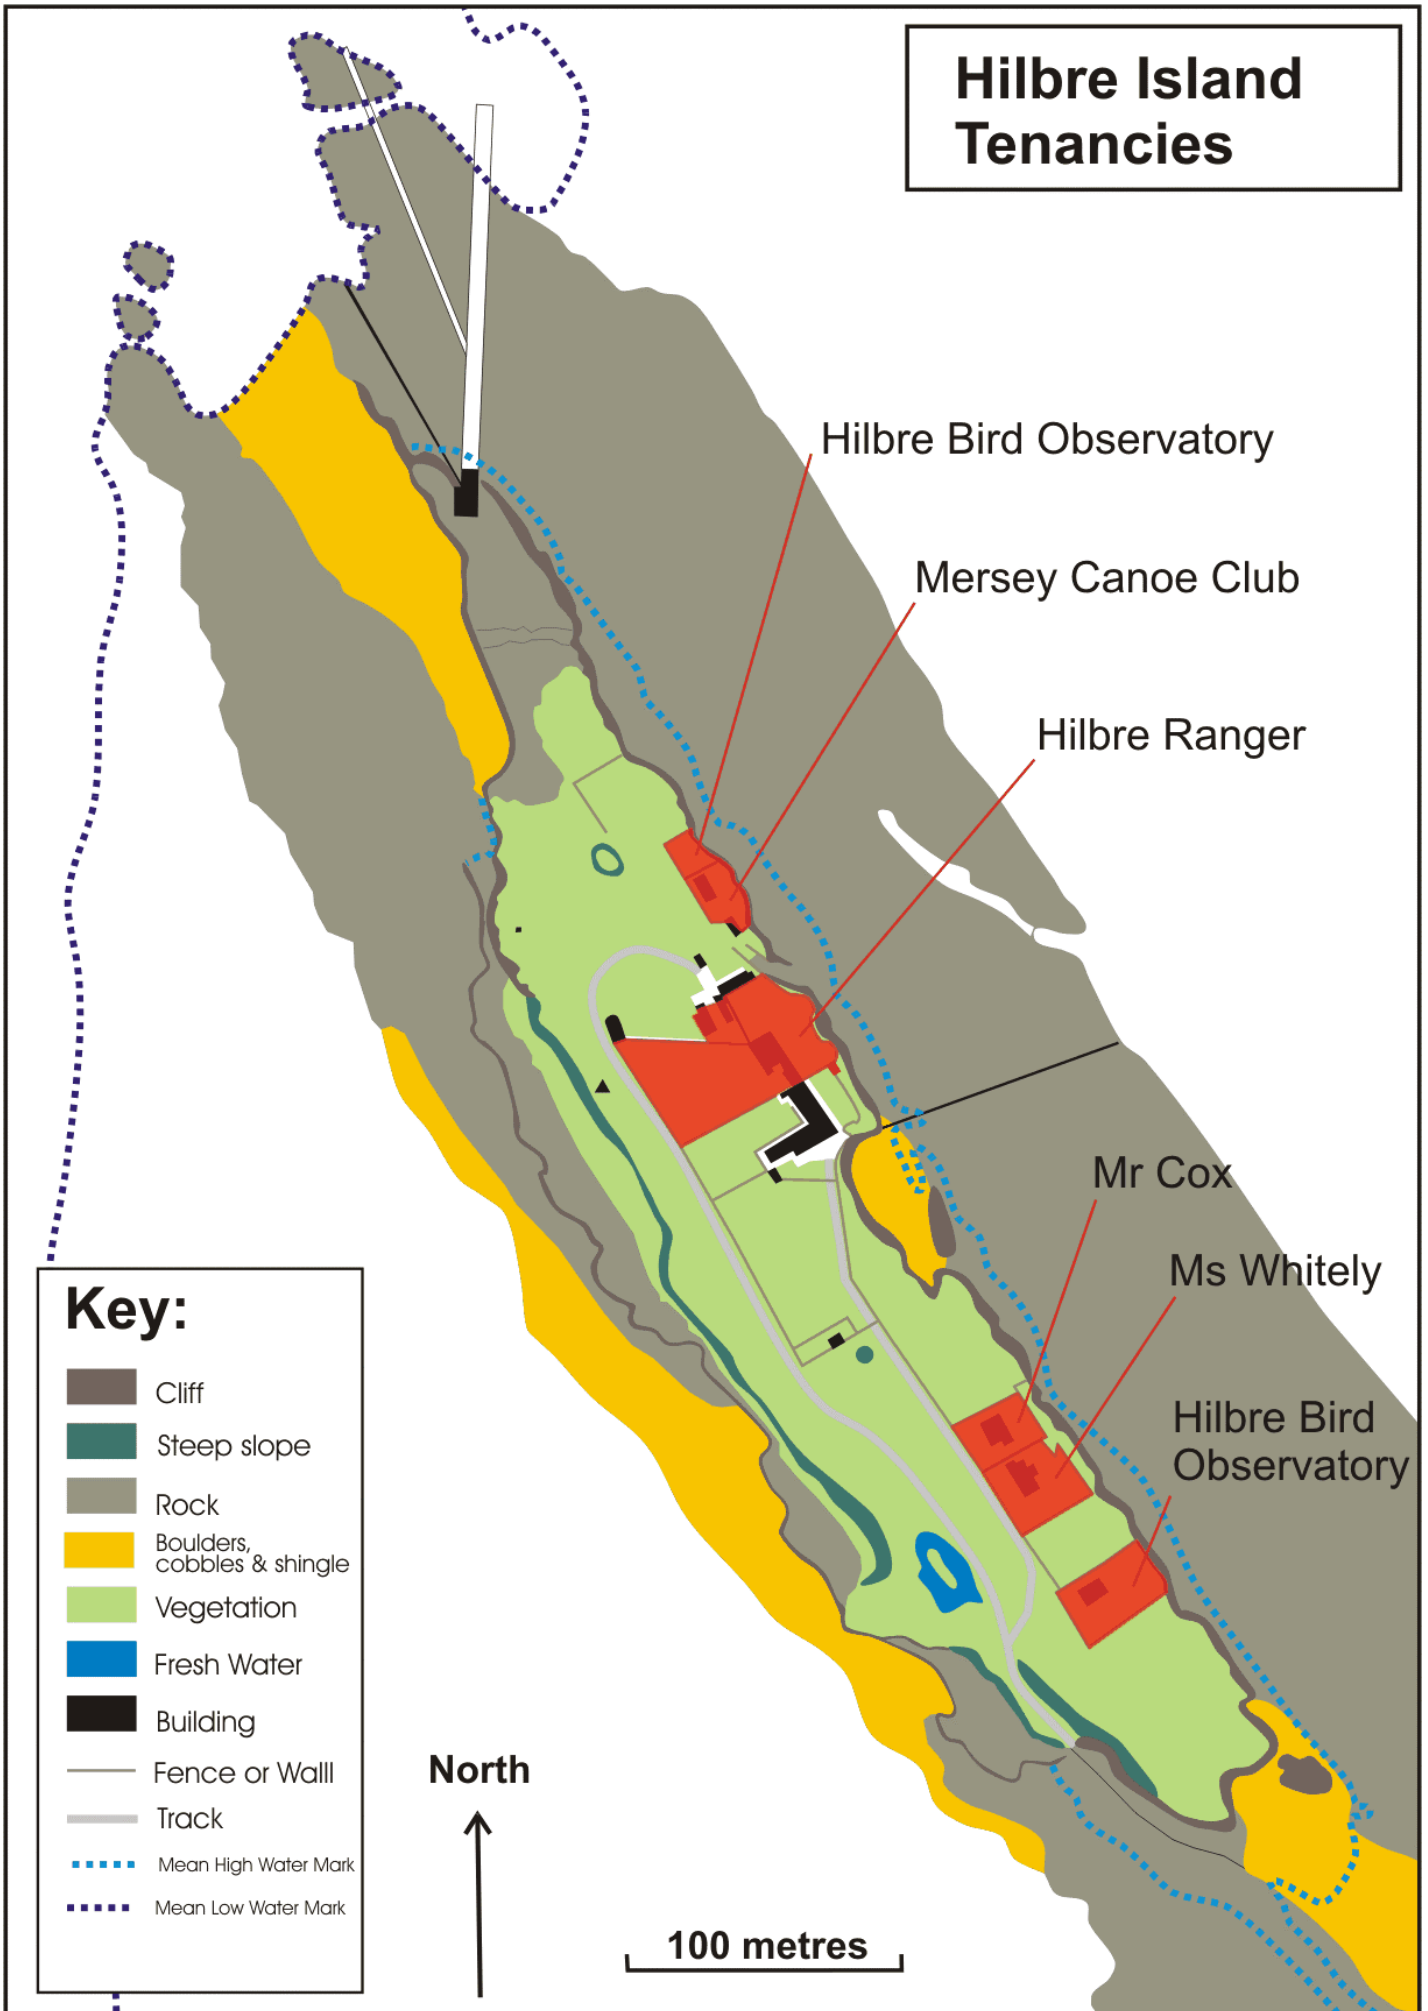 Hilbre Island
Tenancies
Hilbre Bird Observatory
Mersey Canoe Club
Hilbre Ranger
Mr Cox
Ms Whitely
Hilbre Bird
Observatory
Key:
Cliff
Steep slope
Rock
Boulders,
cobbles & shingle
Vegetation
Fresh Water
Building
Fence or Walll
Track
Mean High Water Mark
Mean Low Water Mark
North
100 metres